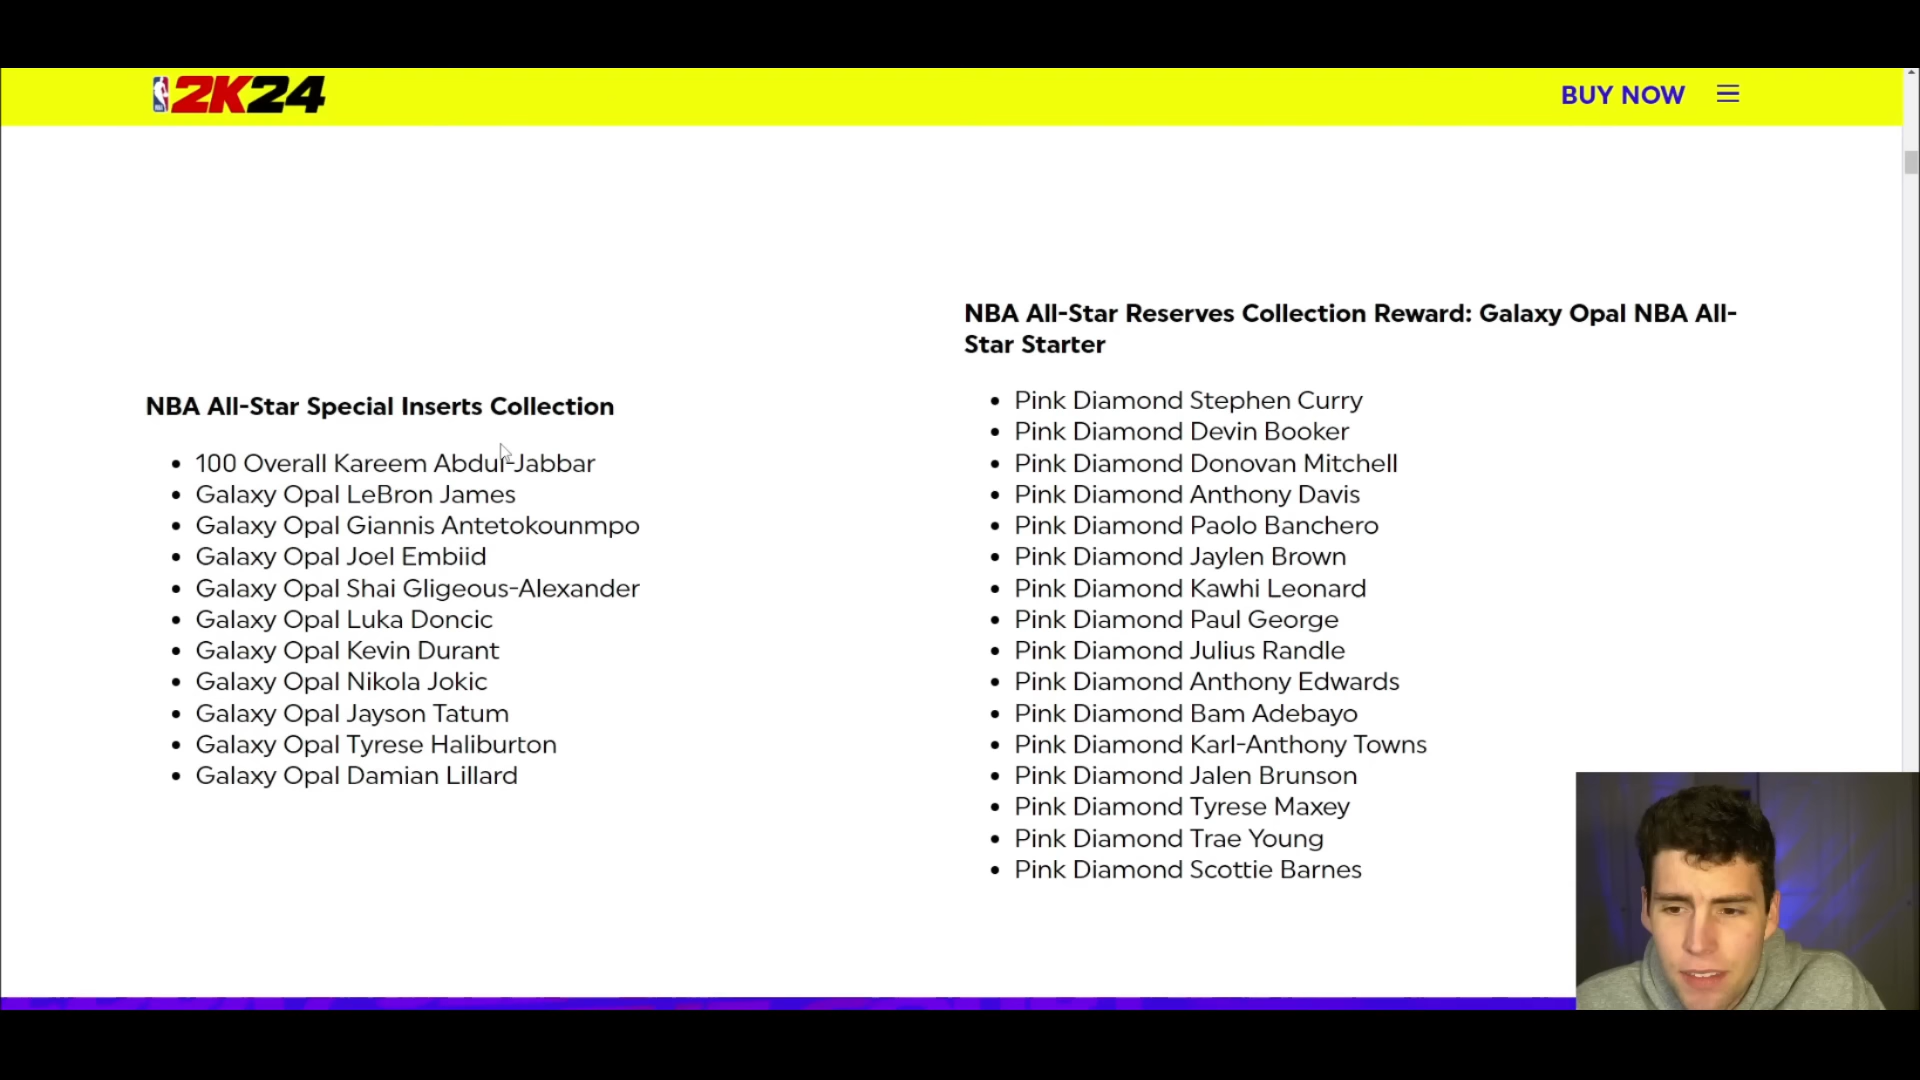 2K24
BUY NOW
NBA All-Star Special Inserts Collection
100 Overall Kareem Abdul-Jabbar
Galaxy Opal LeBron James
Galaxy Opal Giannis Antetokounmpo
Galaxy Opal Joel Embiid
Galaxy Opal Shai Gligeous-Alexander
Galaxy Opal Luka Doncic
Galaxy Opal Kevin Durant
Galaxy Opal Nikola Jokic
Galaxy Opal Jayson Tatum
Galaxy Opal Tyrese Haliburton
Galaxy Opal Damian Lillard
NBA All-Star Reserves Collection Reward: Galaxy Opal NBA All-
Star Starter
Pink Diamond Stephen Curry
Pink Diamond Devin Booker
Pink Diamond Donovan Mitchell
Pink Diamond Anthony Davis
Pink Diamond Paolo Banchero
Pink Diamond Jaylen Brown
Pink Diamond Kawhi Leonard
Pink Diamond Paul George
Pink Diamond Julius Randle
Pink Diamond Anthony Edwards
Pink Diamond Bam Adebayo
Pink Diamond Karl-Anthony Towns
Pink Diamond Jalen Brunson
Pink Diamond Tyrese Maxey
Pink Diamond Trae Young
Pink Diamond Scottie Barnes